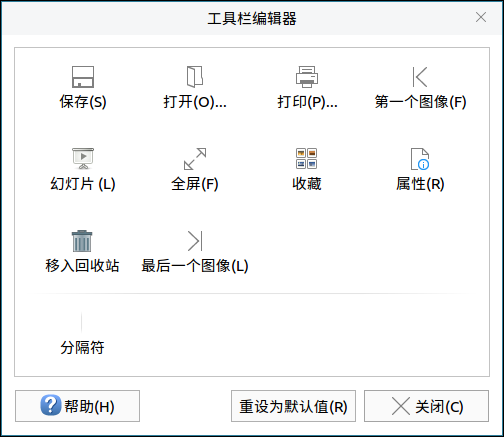 工具栏编辑器
保存(S) 打开(O)... 打印(P)... 第一个图像(F)
幻灯片 (L) 全屏(F) 收藏 属性(R)
移入回收站 最后一个图像(L)
分隔符
帮助(H) 重设为默认值(R) 关闭(C)